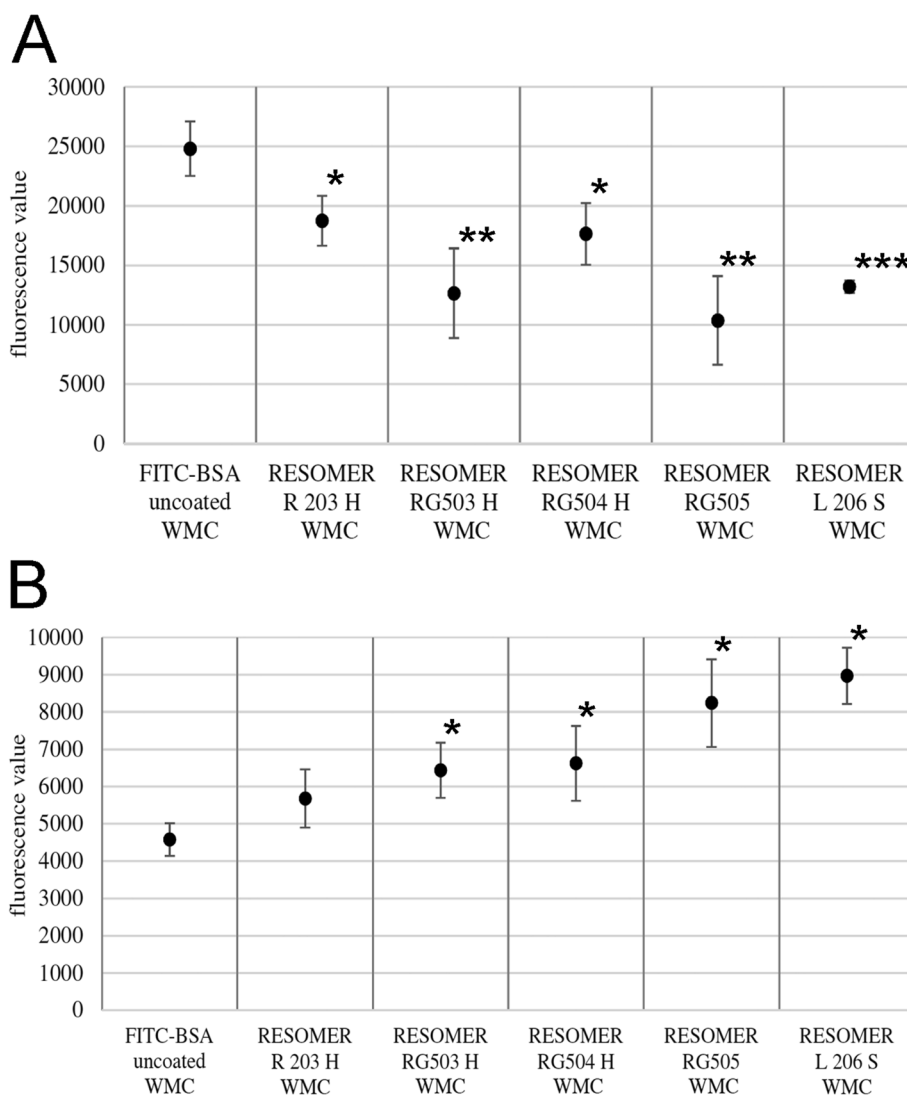 A
30000
25000
20000
15000
10000
5000
0
fluorescence value
*
**
*
**
***
FITC-BSA uncoated WMC
RESOMER R 203 H WMC
RESOMER RG503 H WMC
RESOMER RG504 H WMC
RESOMER RG505 WMC
RESOMER L 206 S WMC
B
10000
9000
8000
7000
6000
5000
4000
3000
2000
1000
0
fluorescence value
*
*
*
*
FITC-BSA uncoated WMC
RESOMER R 203 H WMC
RESOMER RG503 H WMC
RESOMER RG504 H WMC
RESOMER RG505 WMC
RESOMER L 206 S WMC